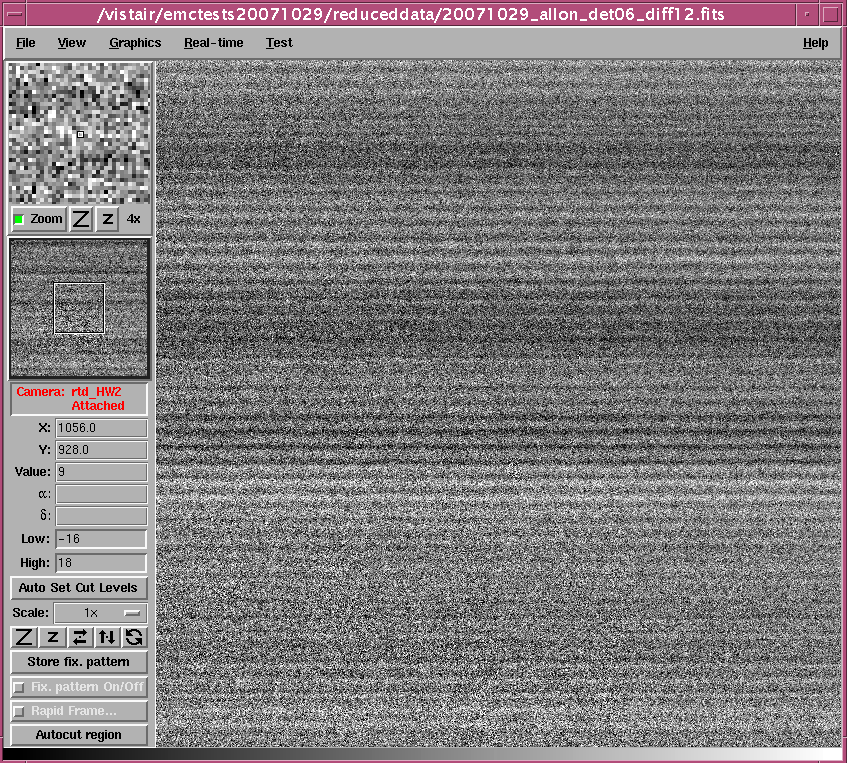 /vistair/emctests20071029/reduceddata/20071029_allon_det06_diff12.fits
File View Graphics Real-time Test Help
Zoom Z z 4x
Camera: rtd_HW2
Attached
X: 1056.0
Y: 928.0
Value: 9
α:
δ:
Low: -16
High: 18
Auto Set Cut Levels
Scale: 1x
Z z
Store fix. pattern
Fix. pattern On/Off
Rapid Frame...
Autocut region